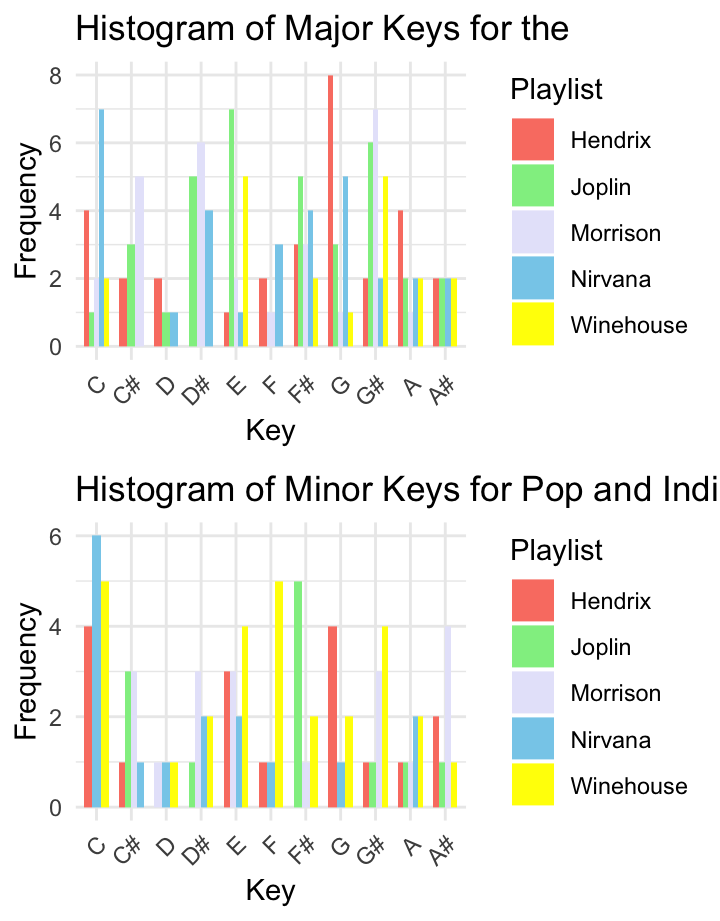 Histogram of Major Keys for the
Frequency
8
6
4
2
0
C C# D D# E F F# G G# A A#
Key
Playlist
Hendrix
Joplin
Morrison
Nirvana
Winehouse
Histogram of Minor Keys for Pop and Indi
Frequency
6
4
2
0
C C# D D# E F F# G G# A A#
Key
Playlist
Hendrix
Joplin
Morrison
Nirvana
Winehouse